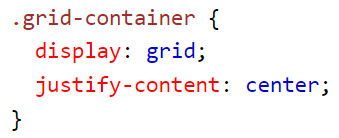 .grid-container {
  display: grid;
  justify-content: center;
}